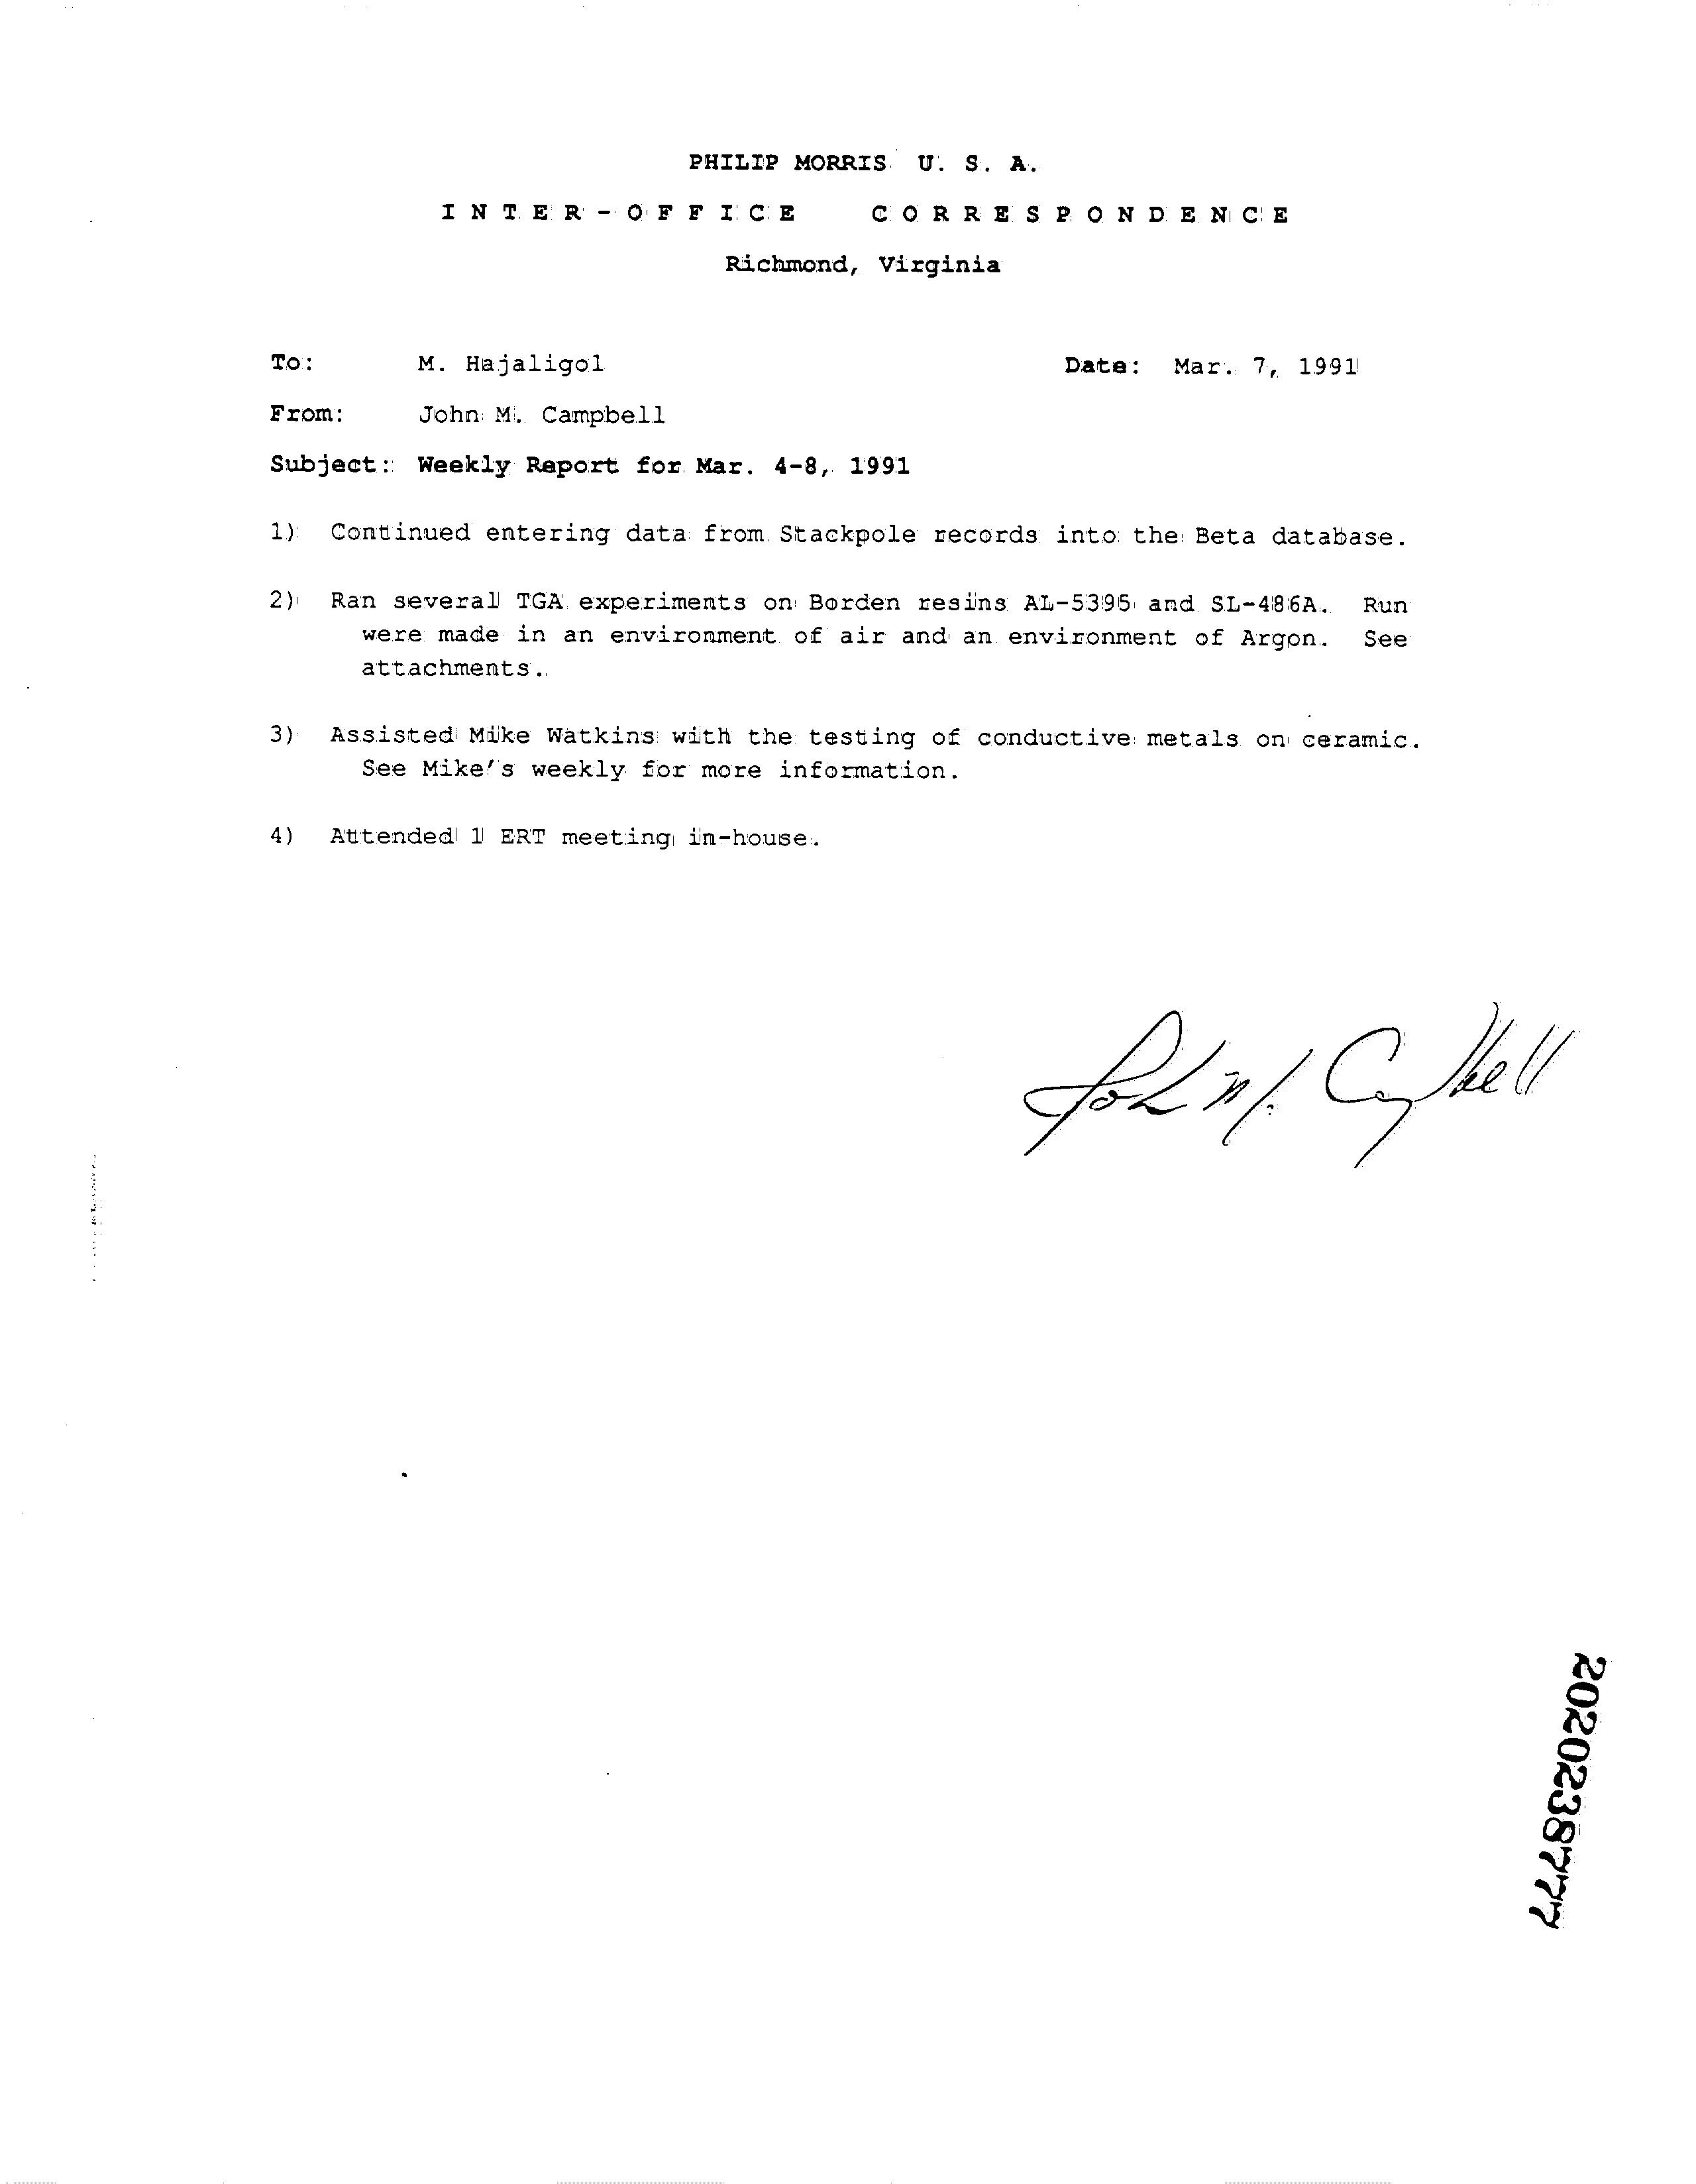 PHILIP MORRIS U. S. A.
INTER-OFFICE CORRESPONDENCE
Richmond, Virginia
To: M. Hajaligol Date: Mar. 7, 1991
From: John M. Campbell
Subject: Weekly Report for Mar. 4-8, 1991
1) Continued entering data from Stackpole records into the Beta database.
2) Ran several TGA experiments on Borden resins AL-5395 and SL-486A. Run
were made in an environment of air and an environment of Argon. See
attachments.
3) Assisted Mike Watkins with the testing of conductive metals on ceramic.
See Mike's weekly for more information.
4) Attended 1 ERT meeting in-house.
John M. Campbell
2020238777